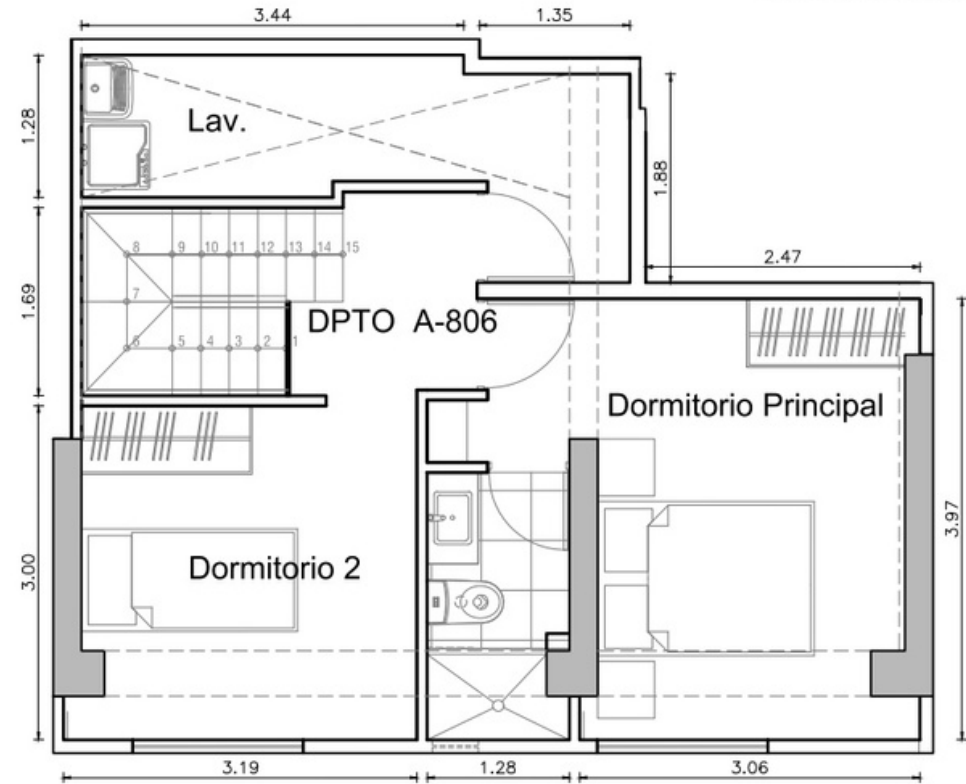 3.44
1.35
1.28
Lav.
1.88
8 9 10 11 12 13 14 15
2.47
1.69
7
DPTO A-806
6 5 4 3 2 1
Dormitorio Principal
3.00
3.97
Dormitorio 2
3.19
1.28
3.06